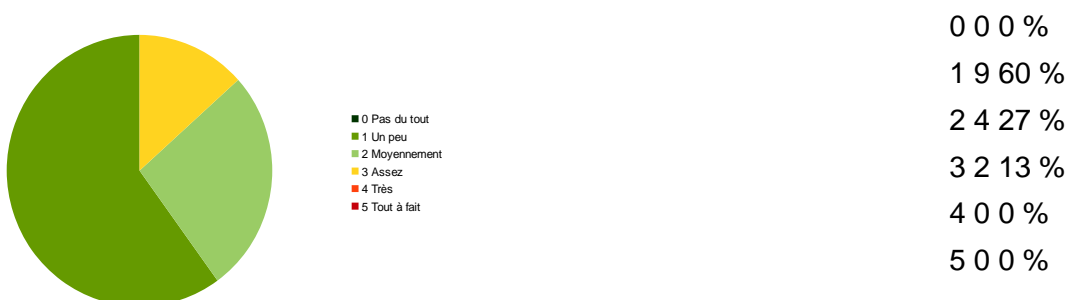 0 Pas du tout
1 Un peu
2 Moyennement
3 Assez
4 Très
5 Tout à fait
0 0 0 %
1 9 60 %
2 4 27 %
3 2 13 %
4 0 0 %
5 0 0 %